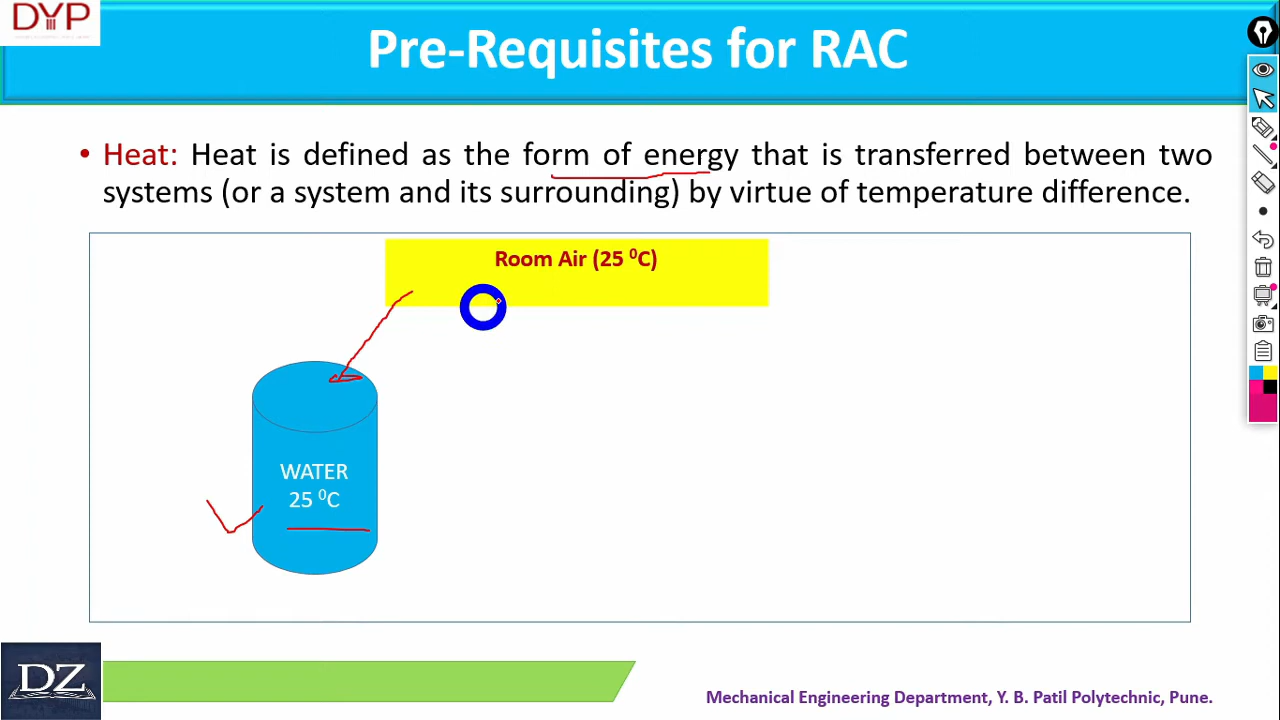 DYP
Pre-Requisites for RAC
• Heat: Heat is defined as the form of energy that is transferred between two
systems (or a system and its surrounding) by virtue of temperature difference.
Room Air (25 ⁰C)
WATER
25 ⁰C
DZ
Mechanical Engineering Department, Y. B. Patil Polytechnic, Pune.